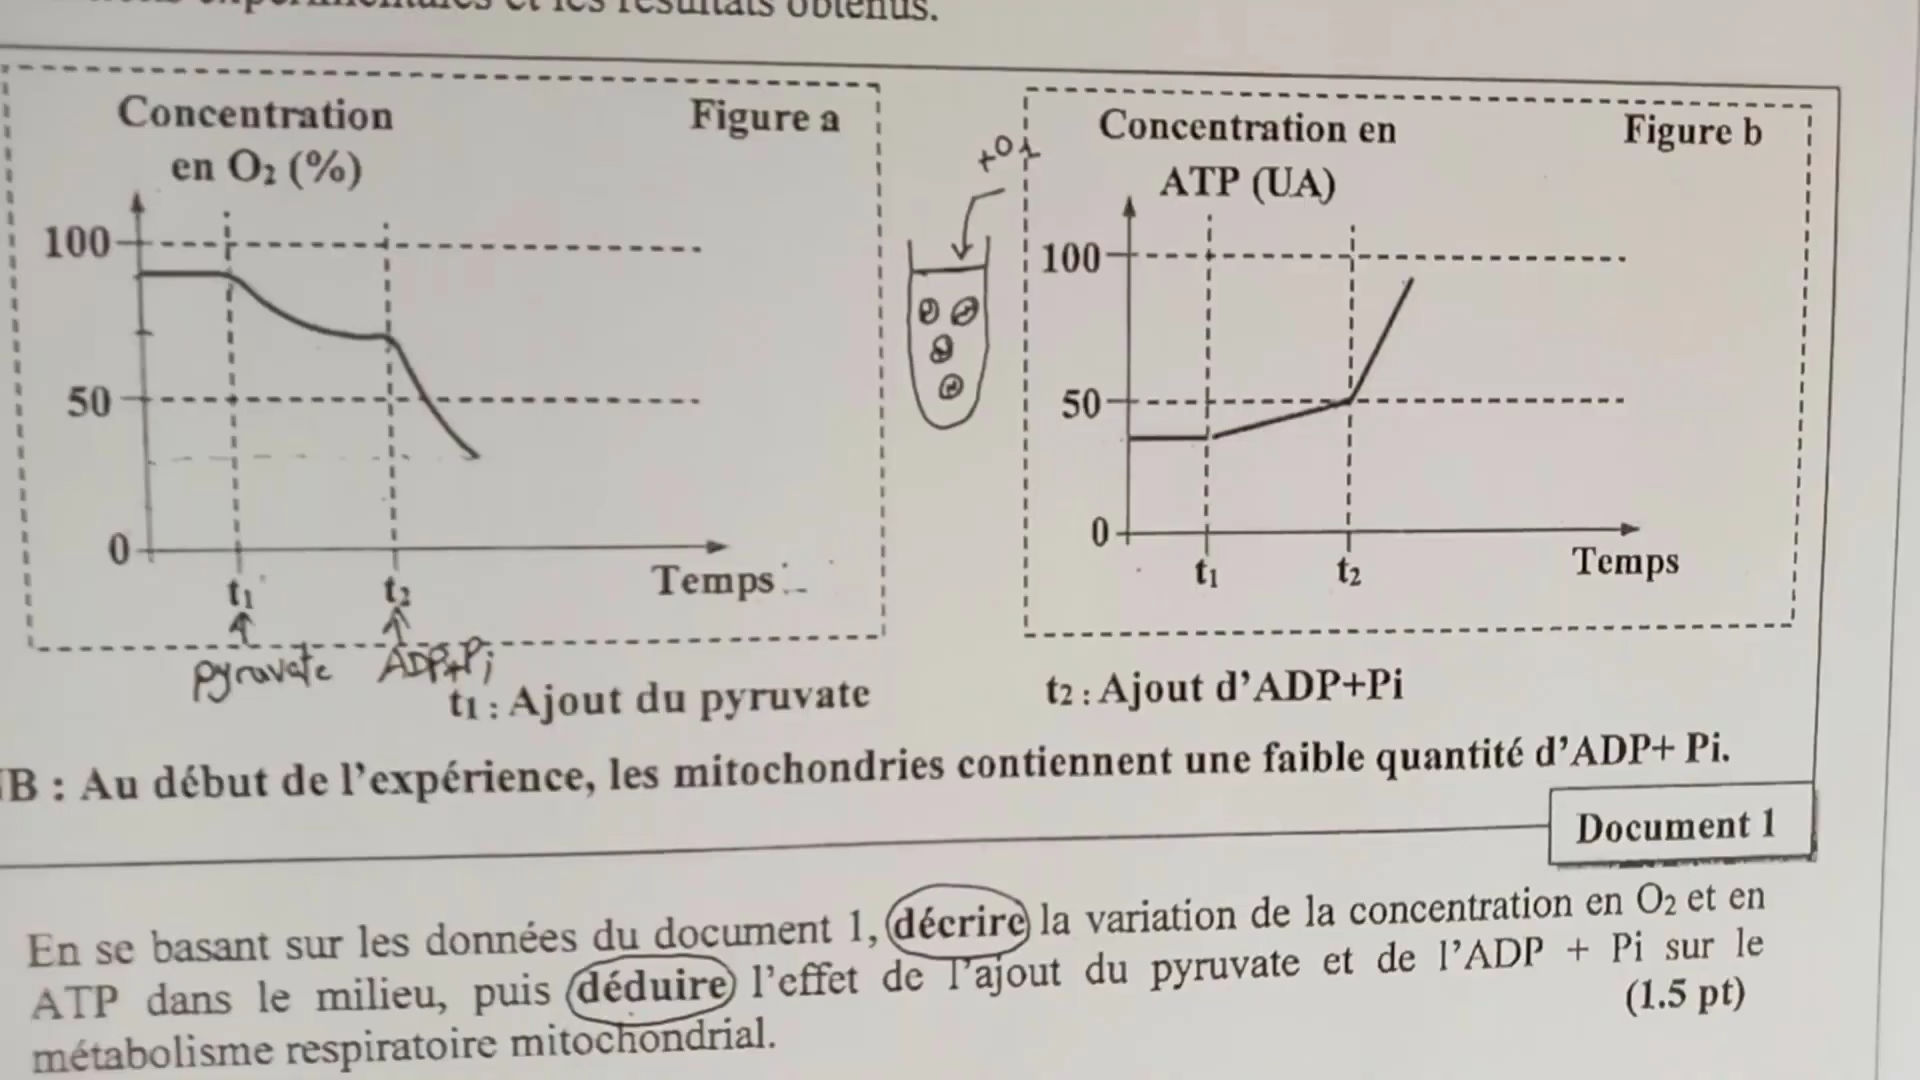 et les résultats obtenus.
Concentration
en O₂ (%)
Figure a
100
50
0
t₁
t₂
Temps
pyruvate
ADP+Pi
+O₂
Concentration en
ATP (UA)
Figure b
100
50
0
t₁
t₂
Temps
t₁ : Ajout du pyruvate
t₂ : Ajout d'ADP+Pi
B : Au début de l'expérience, les mitochondries contiennent une faible quantité d'ADP+ Pi.
Document 1
En se basant sur les données du document 1, décrire la variation de la concentration en O₂ et en
ATP dans le milieu, puis déduire l'effet de l'ajout du pyruvate et de l'ADP + Pi sur le
métabolisme respiratoire mitochondrial.
(1.5 pt)